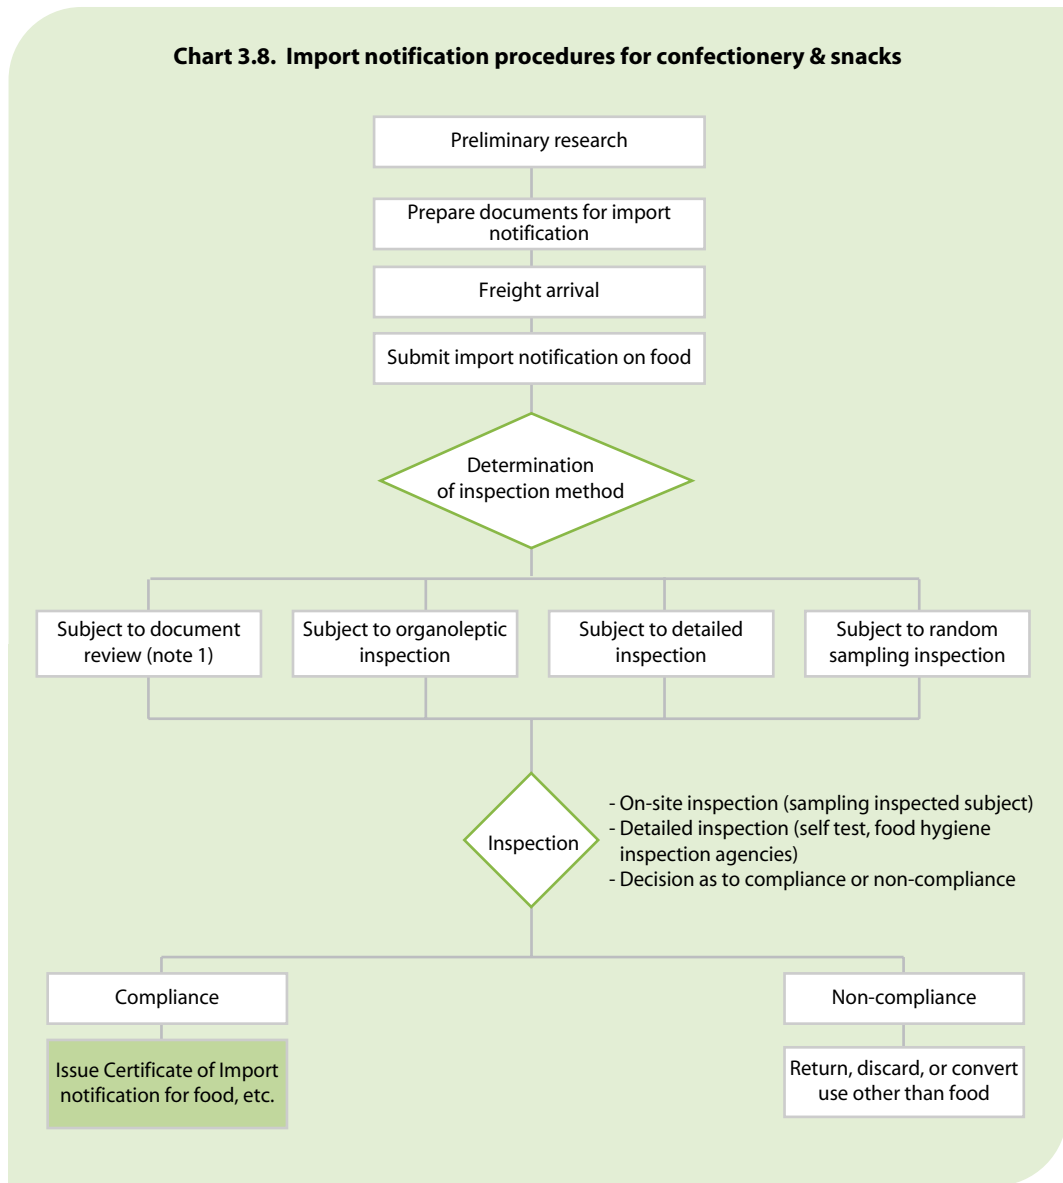 Chart 3.8. Import notification procedures for confectionery & snacks
Preliminary research
Prepare documents for import
notification
Freight arrival
Submit import notification on food
Determination
of inspection method
Subject to document
review (note 1)
Subject to organoleptic
inspection
Subject to detailed
inspection
Subject to random
sampling inspection
Inspection
- On-site inspection (sampling inspected subject)
- Detailed inspection (self test, food hygiene
inspection agencies)
- Decision as to compliance or non-compliance
Compliance
Non-compliance
Issue Certificate of Import
notification for food, etc.
Return, discard, or convert
use other than food